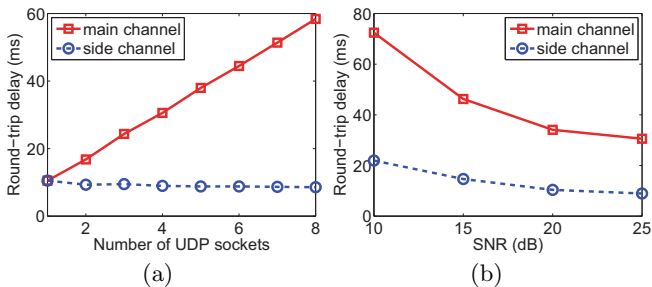 60
40
20
0
Round-trip delay (ms)
main channel
side channel
2
4
6
8
Number of UDP sockets
(a)
80
60
40
20
0
Round-trip delay (ms)
main channel
side channel
10
15
20
25
SNR (dB)
(b)